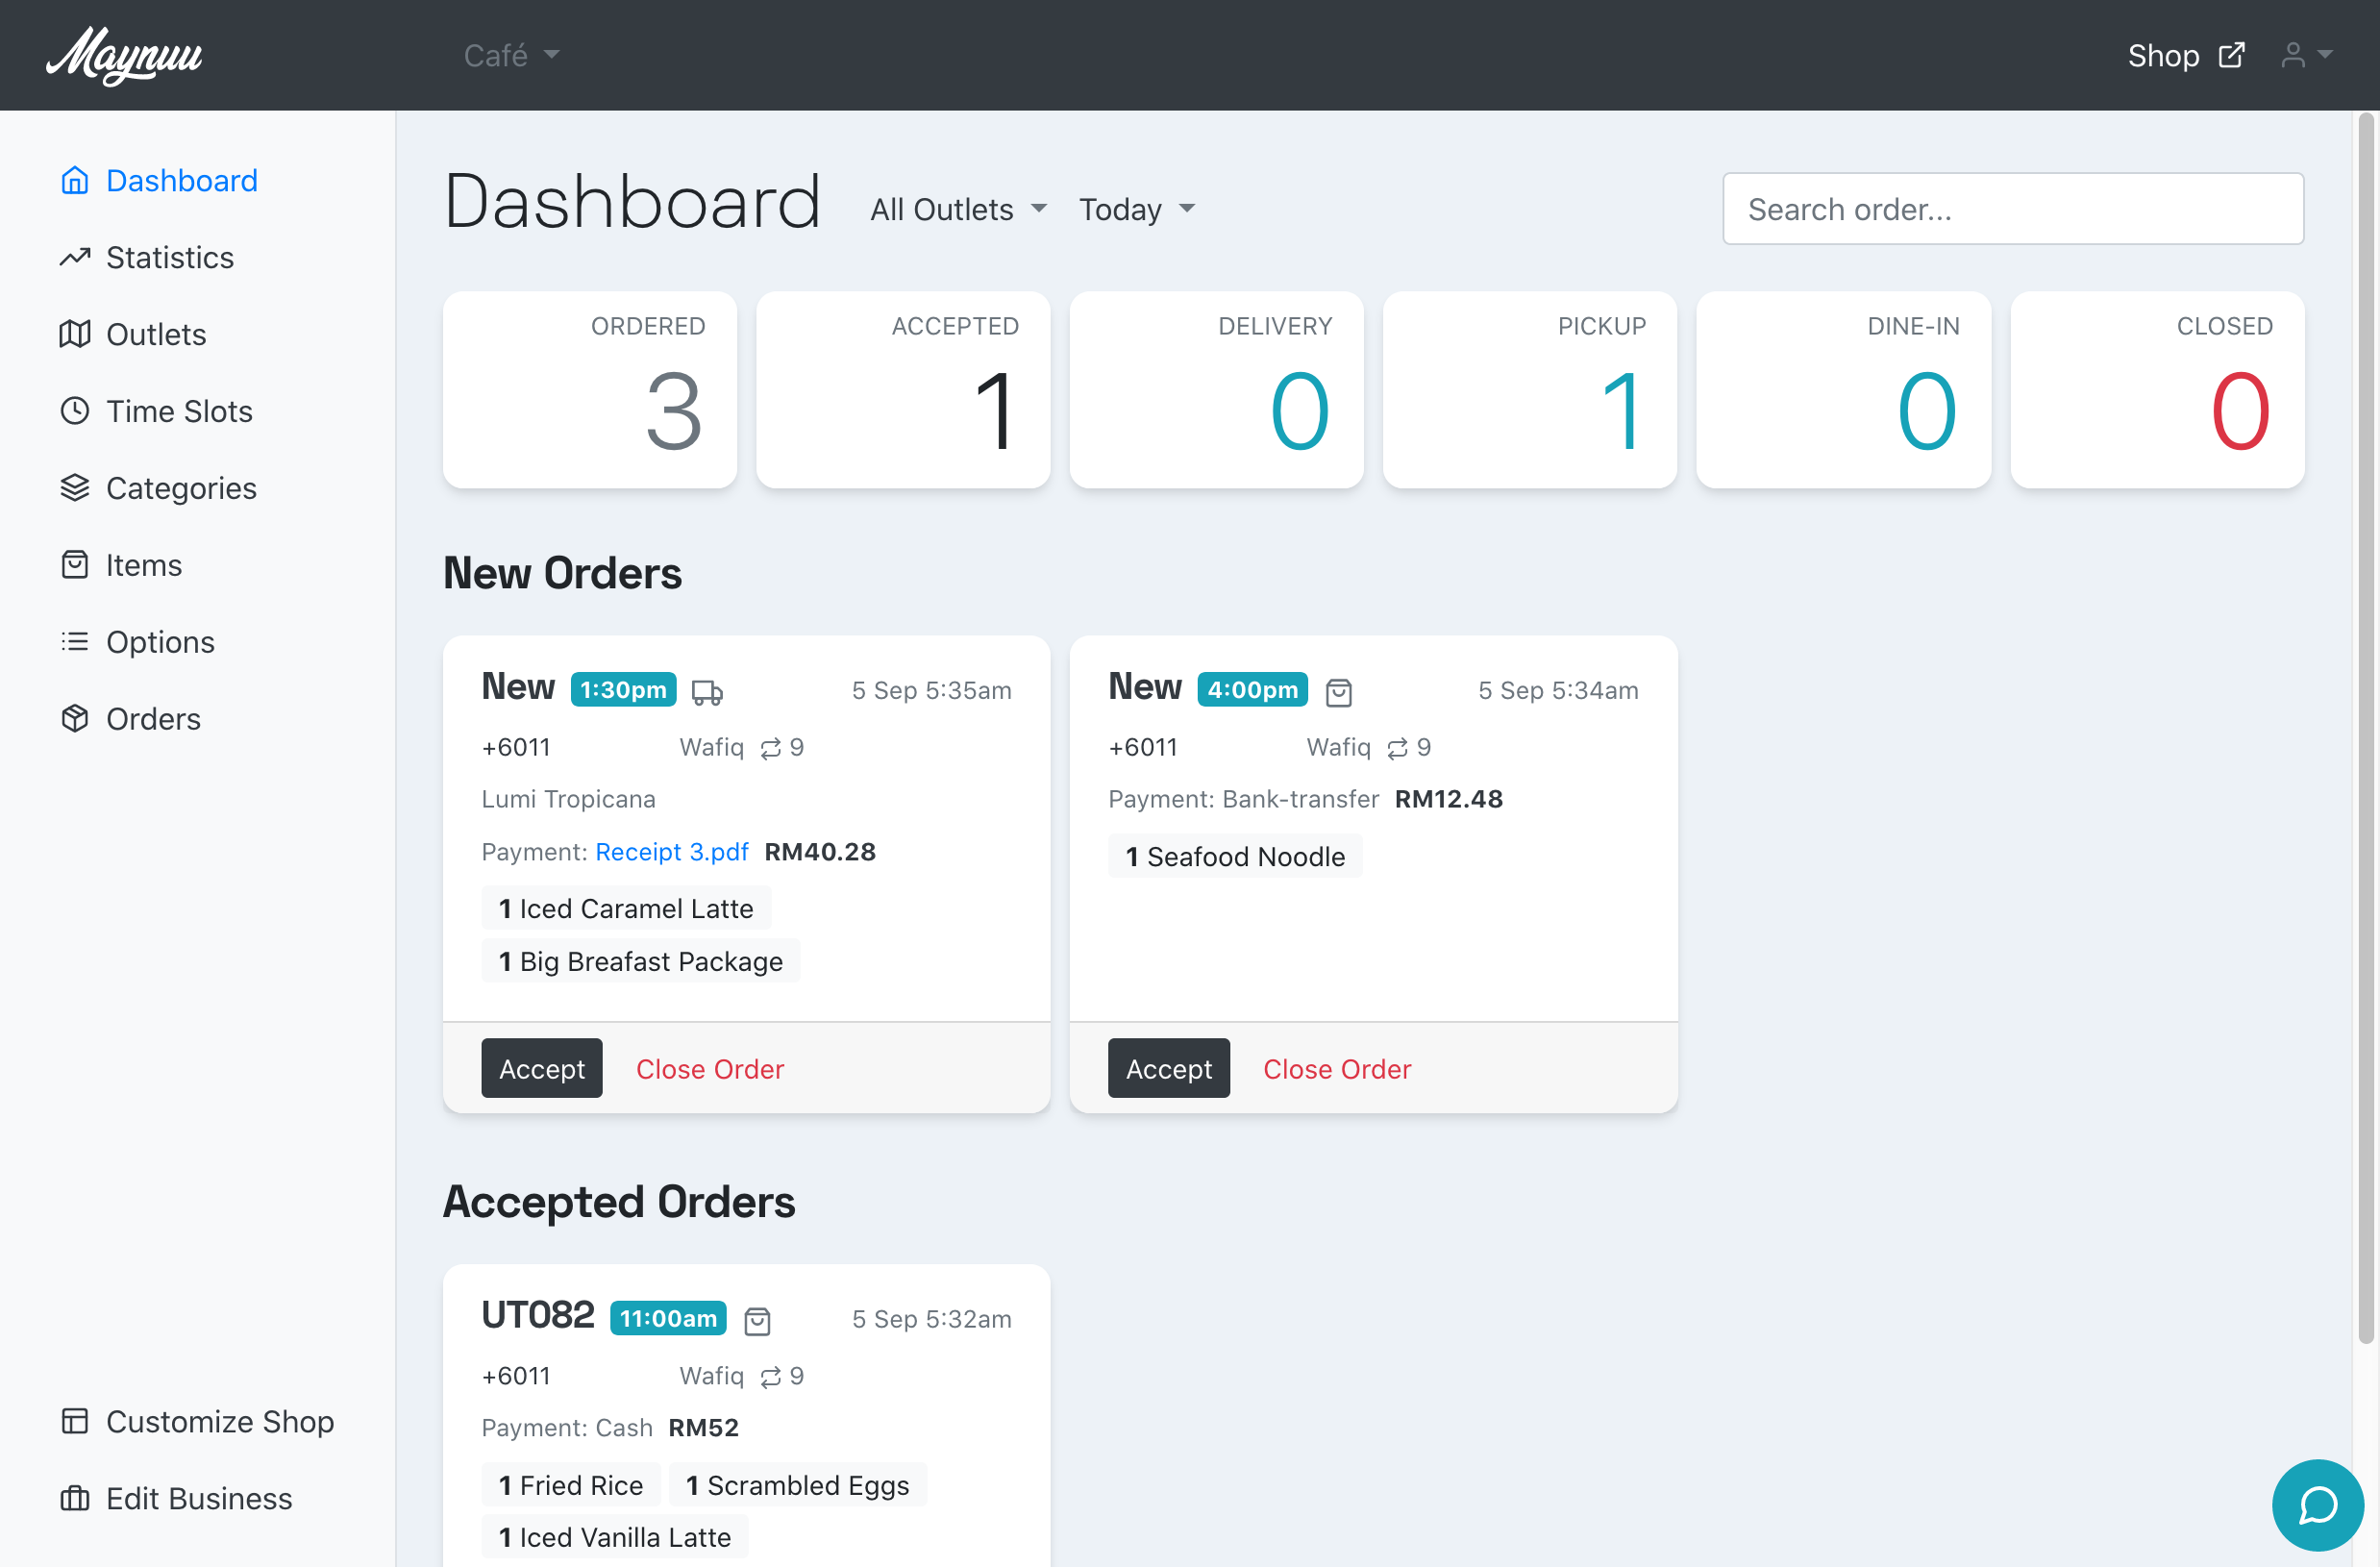 Maynuu
Café
Shop
Dashboard
Statistics
Outlets
Time Slots
Categories
Items
Options
Orders
Customize Shop
Edit Business
Dashboard All Outlets Today
Search order...
ORDERED
3
ACCEPTED
1
DELIVERY
0
PICKUP
1
DINE-IN
0
CLOSED
0
New Orders
New 1:30pm 5 Sep 5:35am
+6011 Wafiq 9
Lumi Tropicana
Payment: Receipt 3.pdf RM40.28
1 Iced Caramel Latte
1 Big Breafast Package
Accept Close Order
New 4:00pm 5 Sep 5:34am
+6011 Wafiq 9
Payment: Bank-transfer RM12.48
1 Seafood Noodle
Accept Close Order
Accepted Orders
UT082 11:00am 5 Sep 5:32am
+6011 Wafiq 9
Payment: Cash RM52
1 Fried Rice 1 Scrambled Eggs
1 Iced Vanilla Latte